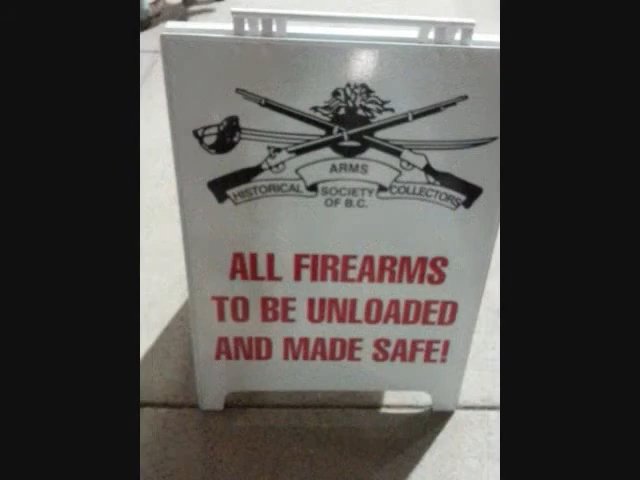 ARMS
HISTORICAL SOCIETY COLLECTORS
OF B.C.
ALL FIREARMS
TO BE UNLOADED
AND MADE SAFE!